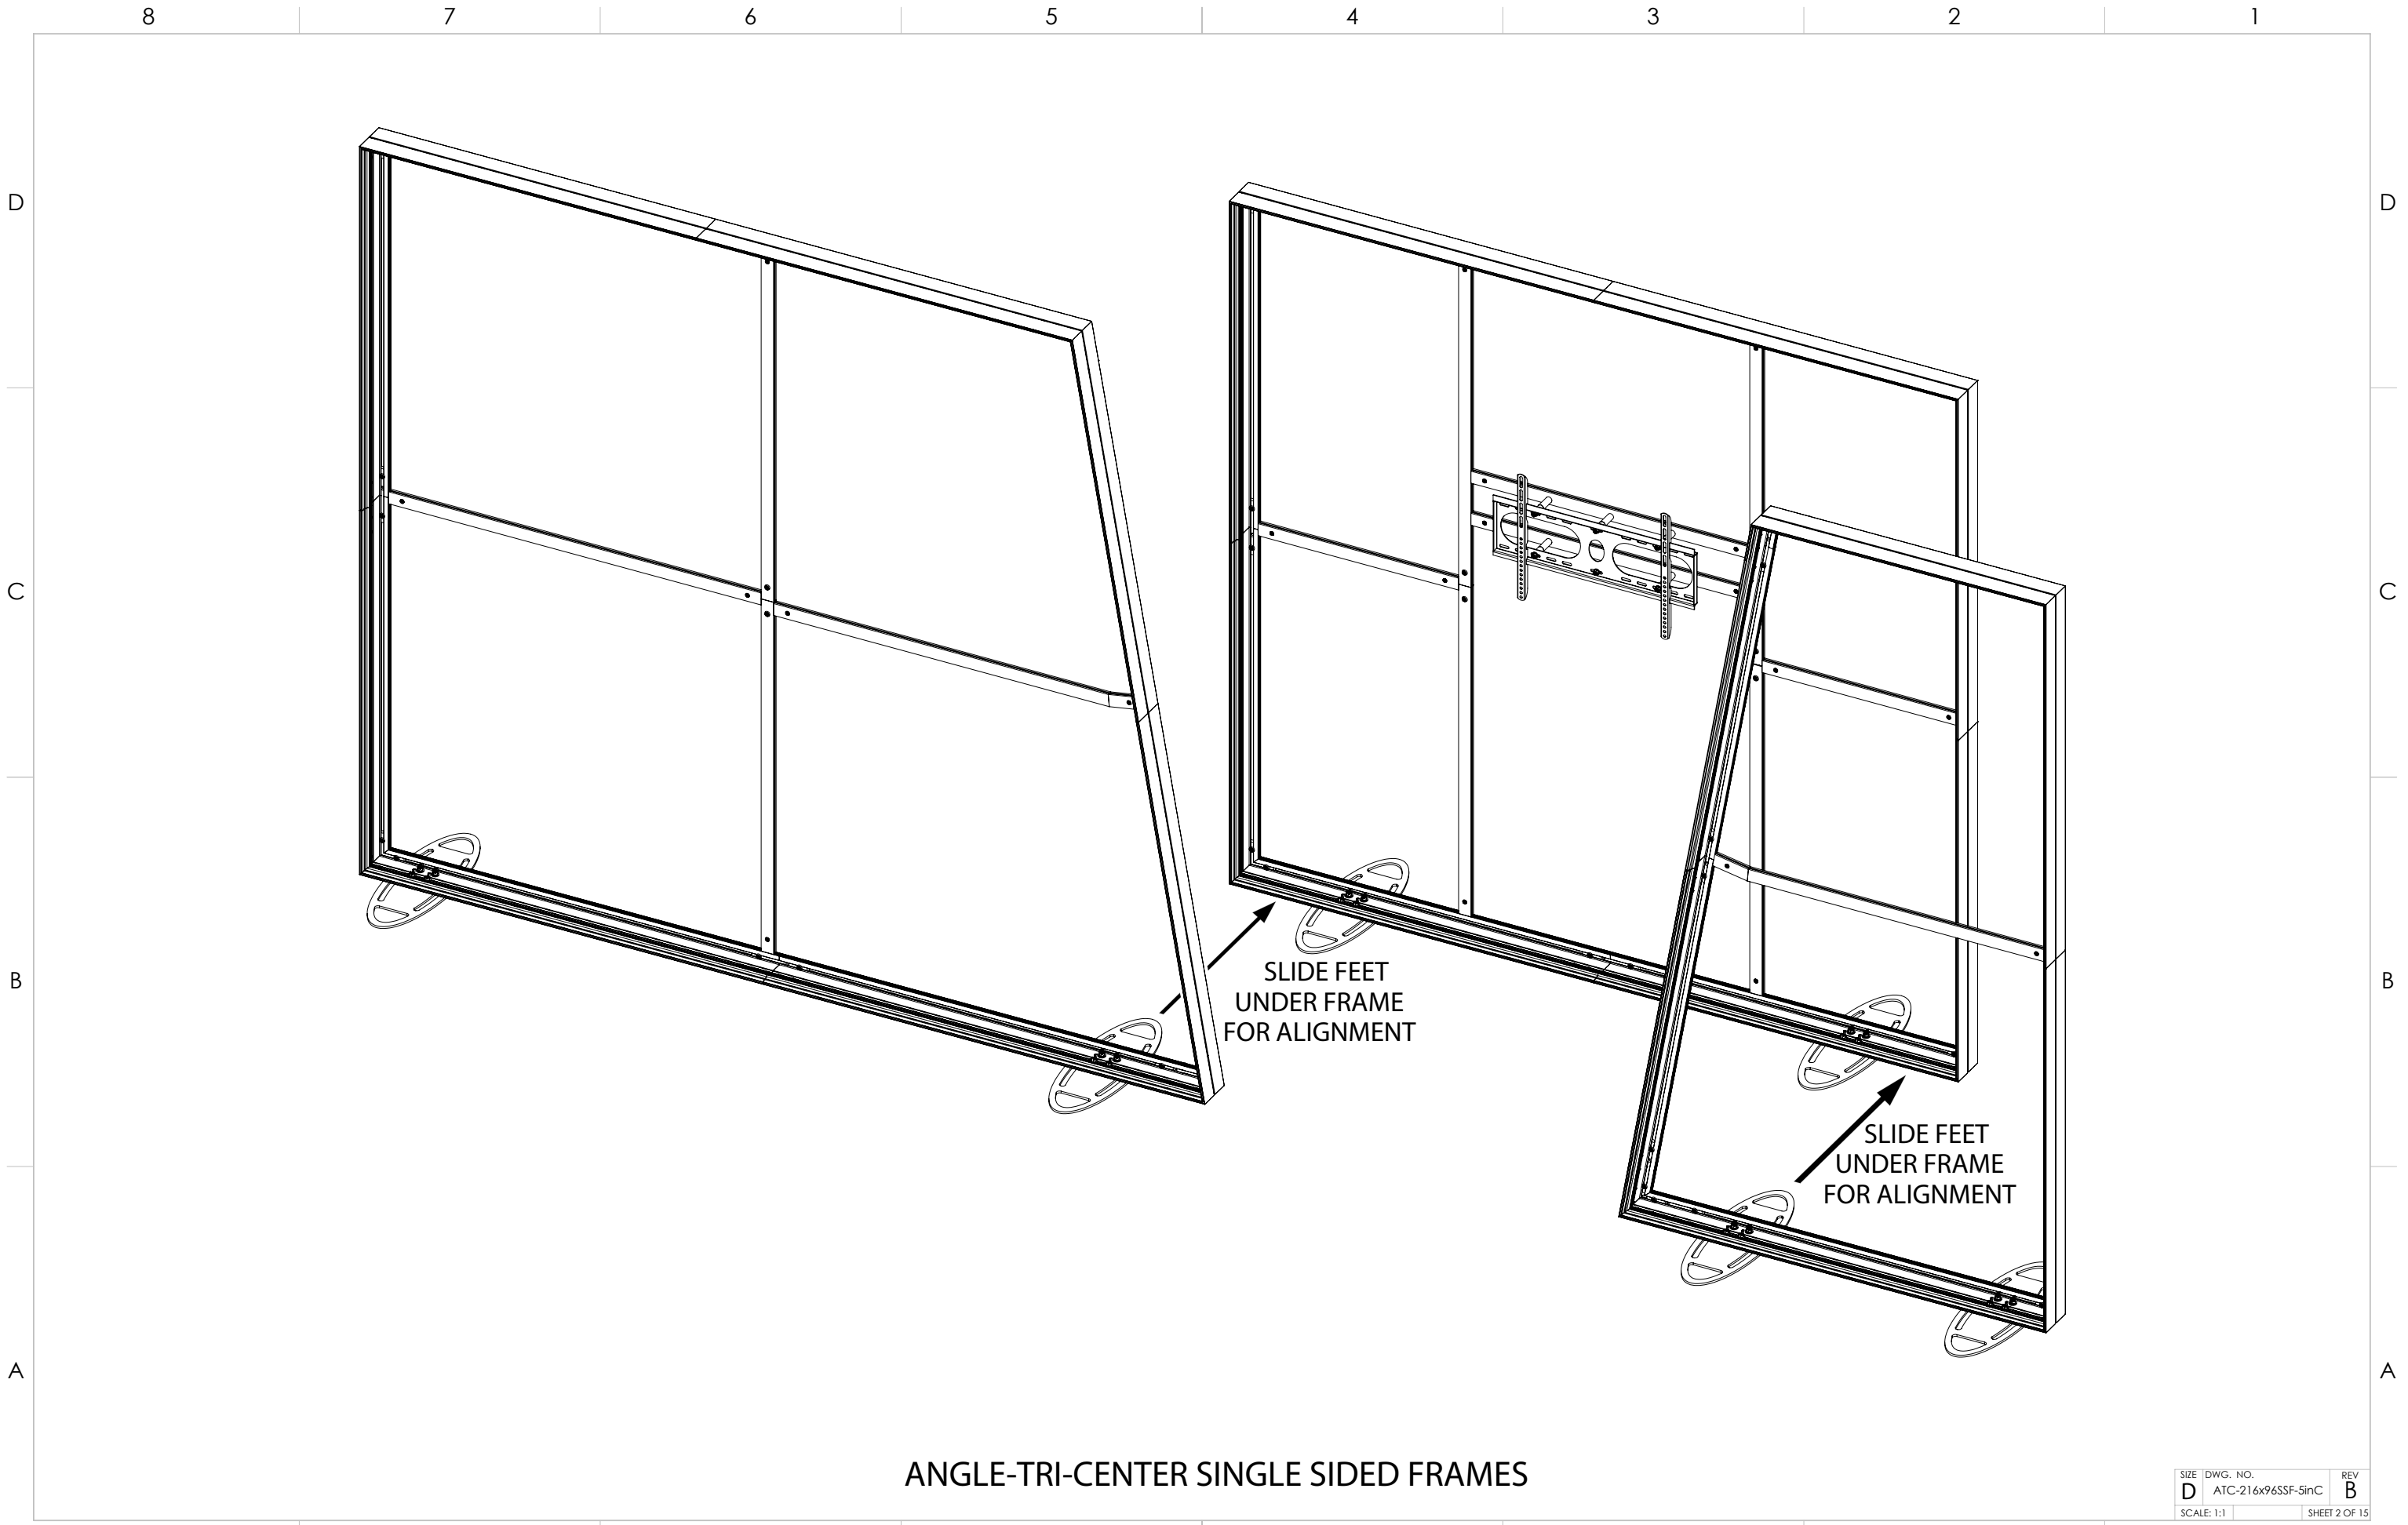 8 7 6 5 4 3 2 1
D D
C C
SLIDE FEET
UNDER FRAME
FOR ALIGNMENT
B B
SLIDE FEET
UNDER FRAME
FOR ALIGNMENT
A A
ANGLE-TRI-CENTER SINGLE SIDED FRAMES
SIZE DWG. NO. REV
D ATC-216x96SSF-5inC B
SCALE: 1:1 SHEET 2 OF 15